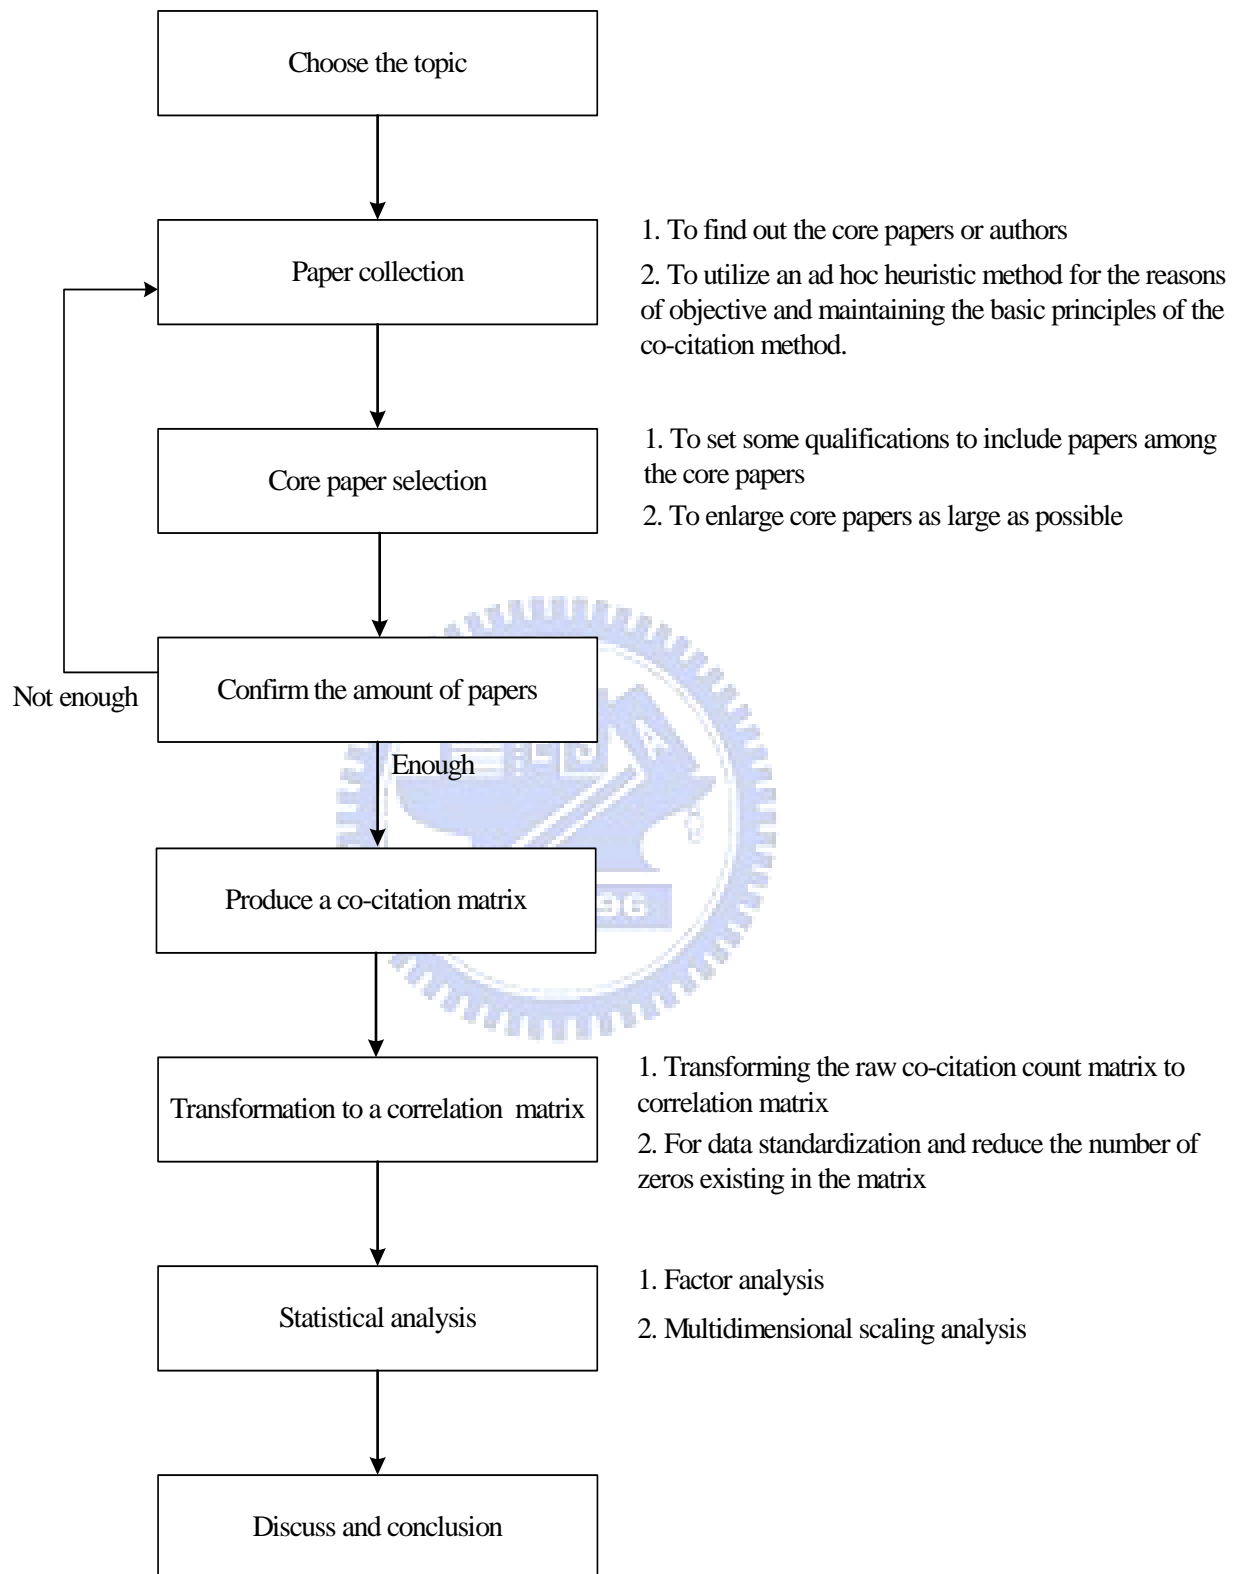 Choose the topic
Paper collection
1. To find out the core papers or authors
2. To utilize an ad hoc heuristic method for the reasons
of objective and maintaining the basic principles of the
co-citation method.
Core paper selection
1. To set some qualifications to include papers among
the core papers
2. To enlarge core papers as large as possible
Confirm the amount of papers
Not enough
Enough
Produce a co-citation matrix
96
Transformation to a correlation matrix
1. Transforming the raw co-citation count matrix to
correlation matrix
2. For data standardization and reduce the number of
zeros existing in the matrix
Statistical analysis
1. Factor analysis
2. Multidimensional scaling analysis
Discuss and conclusion